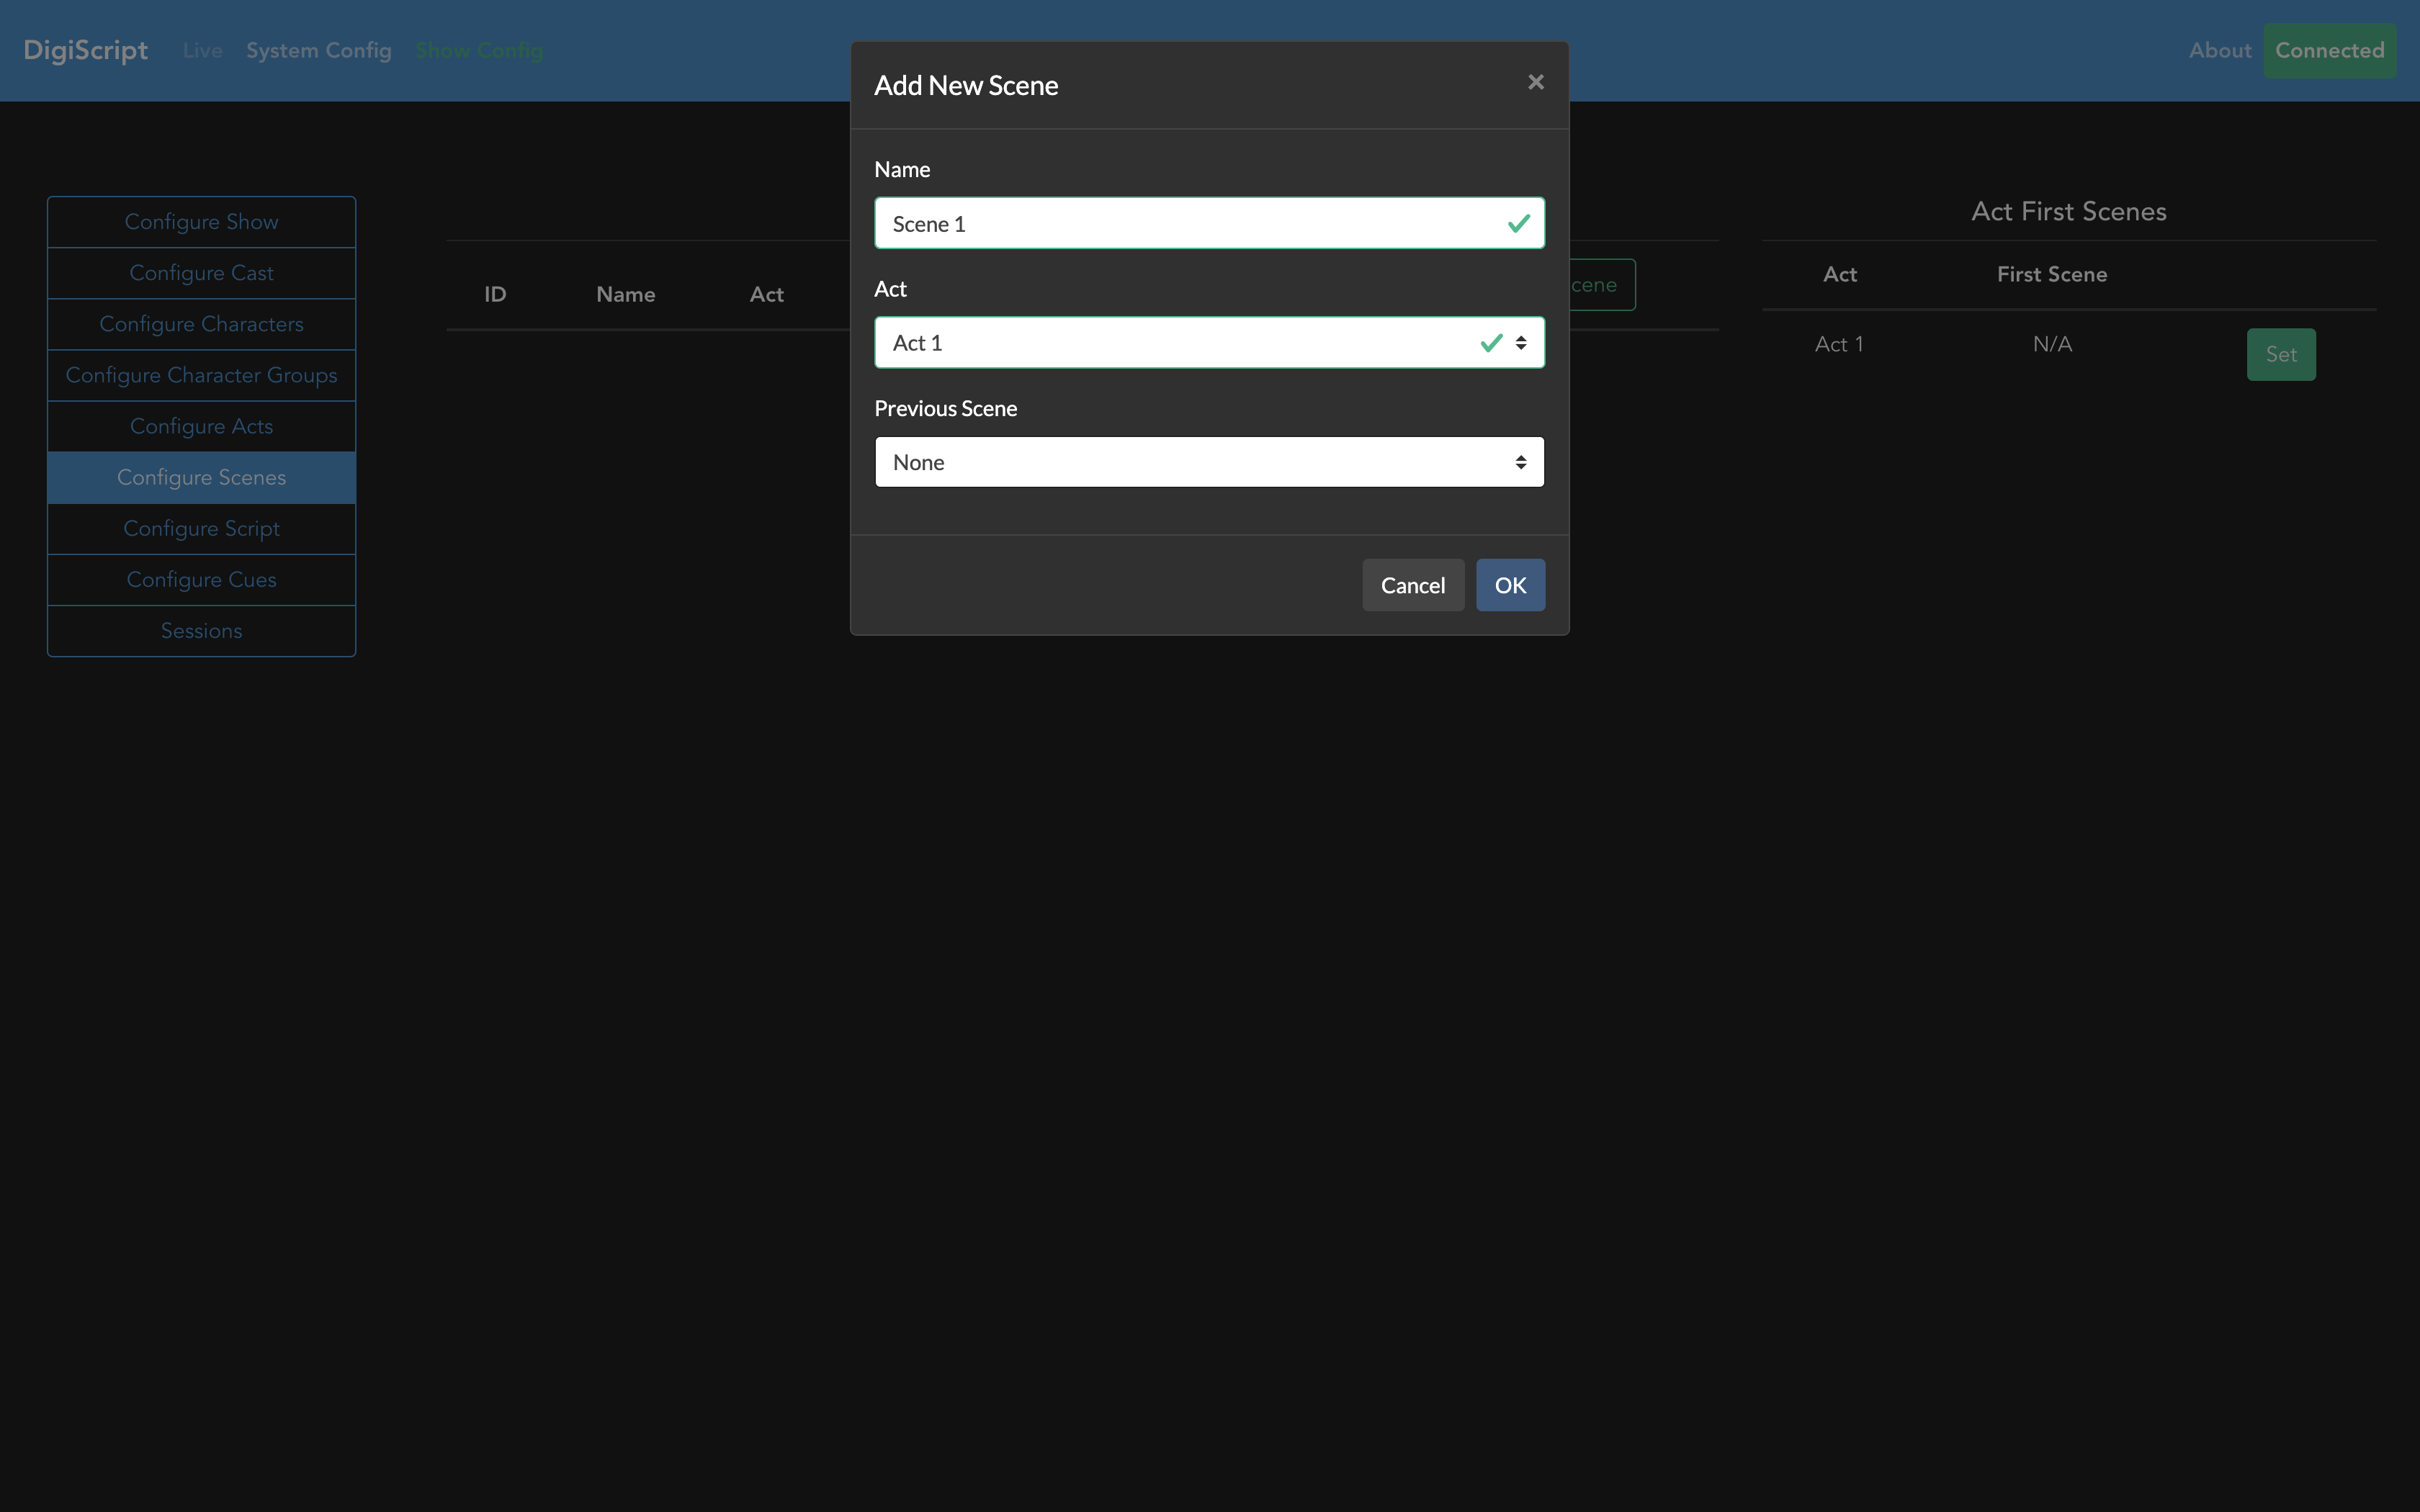 DigiScript Live System Config Show Config About Connected
Add New Scene ×
Name
Scene 1
Act
Act 1
Previous Scene
None
Cancel OK
Configure Show
Configure Cast
Configure Characters
Configure Character Groups
Configure Acts
Configure Scenes
Configure Script
Configure Cues
Sessions
ID Name Act
cene
Act First Scenes
Act First Scene
Act 1 N/A Set